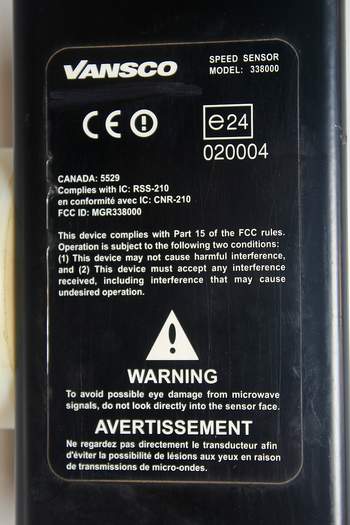 VANSCO
SPEED SENSOR
MODEL: 338000
CE
e24
020004
CANADA: 5529
Complies with IC: RSS-210
en conformité avec IC: CNR-210
FCC ID: MGR338000
This device complies with Part 15 of the FCC rules.
Operation is subject to the following two conditions:
(1) This device may not cause harmful interference,
and (2) This device must accept any interference
received, including interference that may cause
undesired operation.
WARNING
To avoid possible eye damage from microwave
signals, do not look directly into the sensor face.
AVERTISSEMENT
Ne regardez pas directement le transducteur afin
d'éviter la possibilité de lésions aux yeux en raison
de transmissions de micro-ondes.